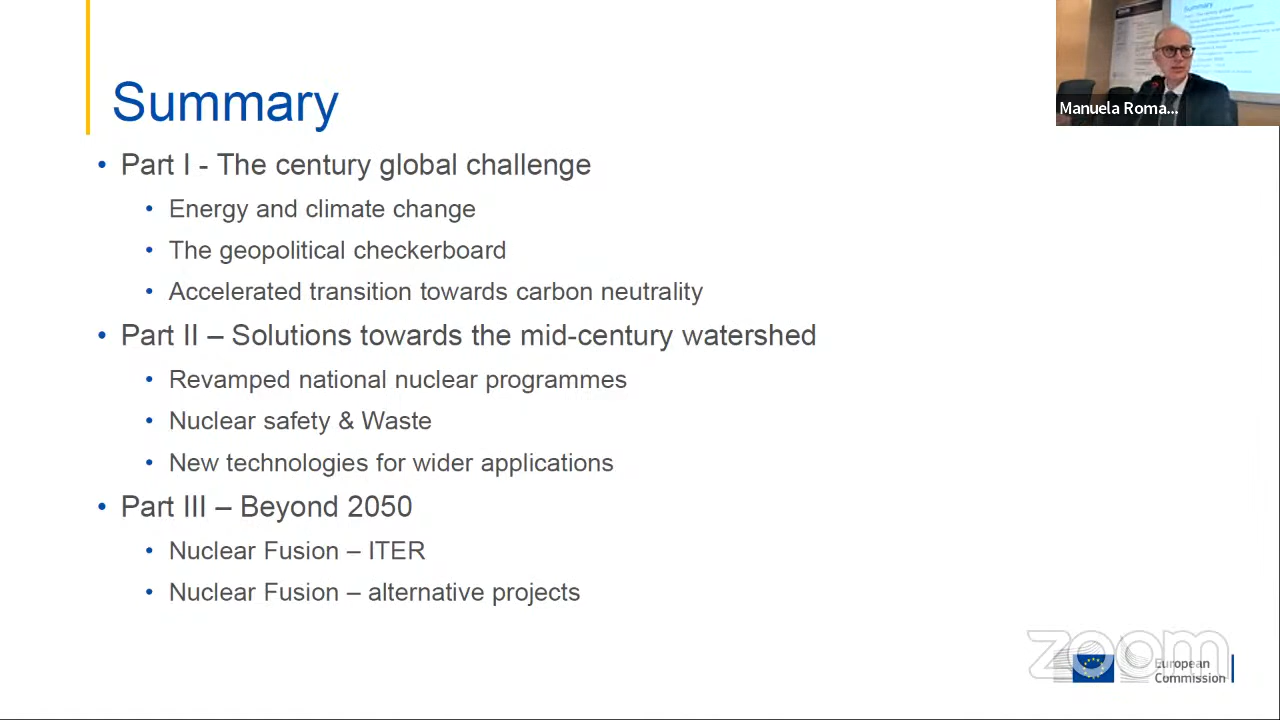 Summary
Part I - The century global challenge
Energy and climate change
The geopolitical checkerboard
Accelerated transition towards carbon neutrality
Part II – Solutions towards the mid-century watershed
Revamped national nuclear programmes
Nuclear safety & Waste
New technologies for wider applications
Part III – Beyond 2050
Nuclear Fusion – ITER
Nuclear Fusion – alternative projects
Summary
Manuela Roma...
zoom
European
Commission